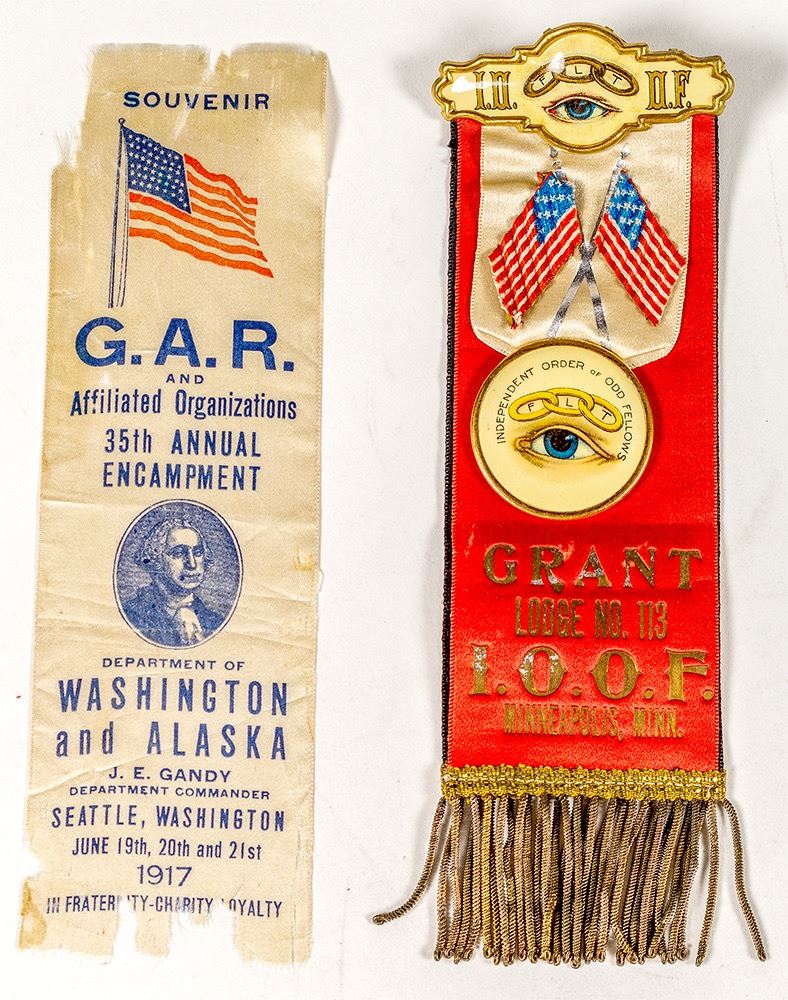 SOUVENIR
G.A.R.
AND
Affiliated Organizations
35th ANNUAL
ENCAMPMENT
DEPARTMENT OF
WASHINGTON
and ALASKA
J. E. GANDY
DEPARTMENT COMMANDER
SEATTLE, WASHINGTON
JUNE 19th, 20th and 21st
1917
IN FRATERNITY-CHARITY LOYALTY
I.O. O.F.
F L T
INDEPENDENT ORDER OF ODD FELLOWS
F L T
GRANT
LODGE NO. 113
I.O.O.F.
MINNEAPOLIS, MINN.